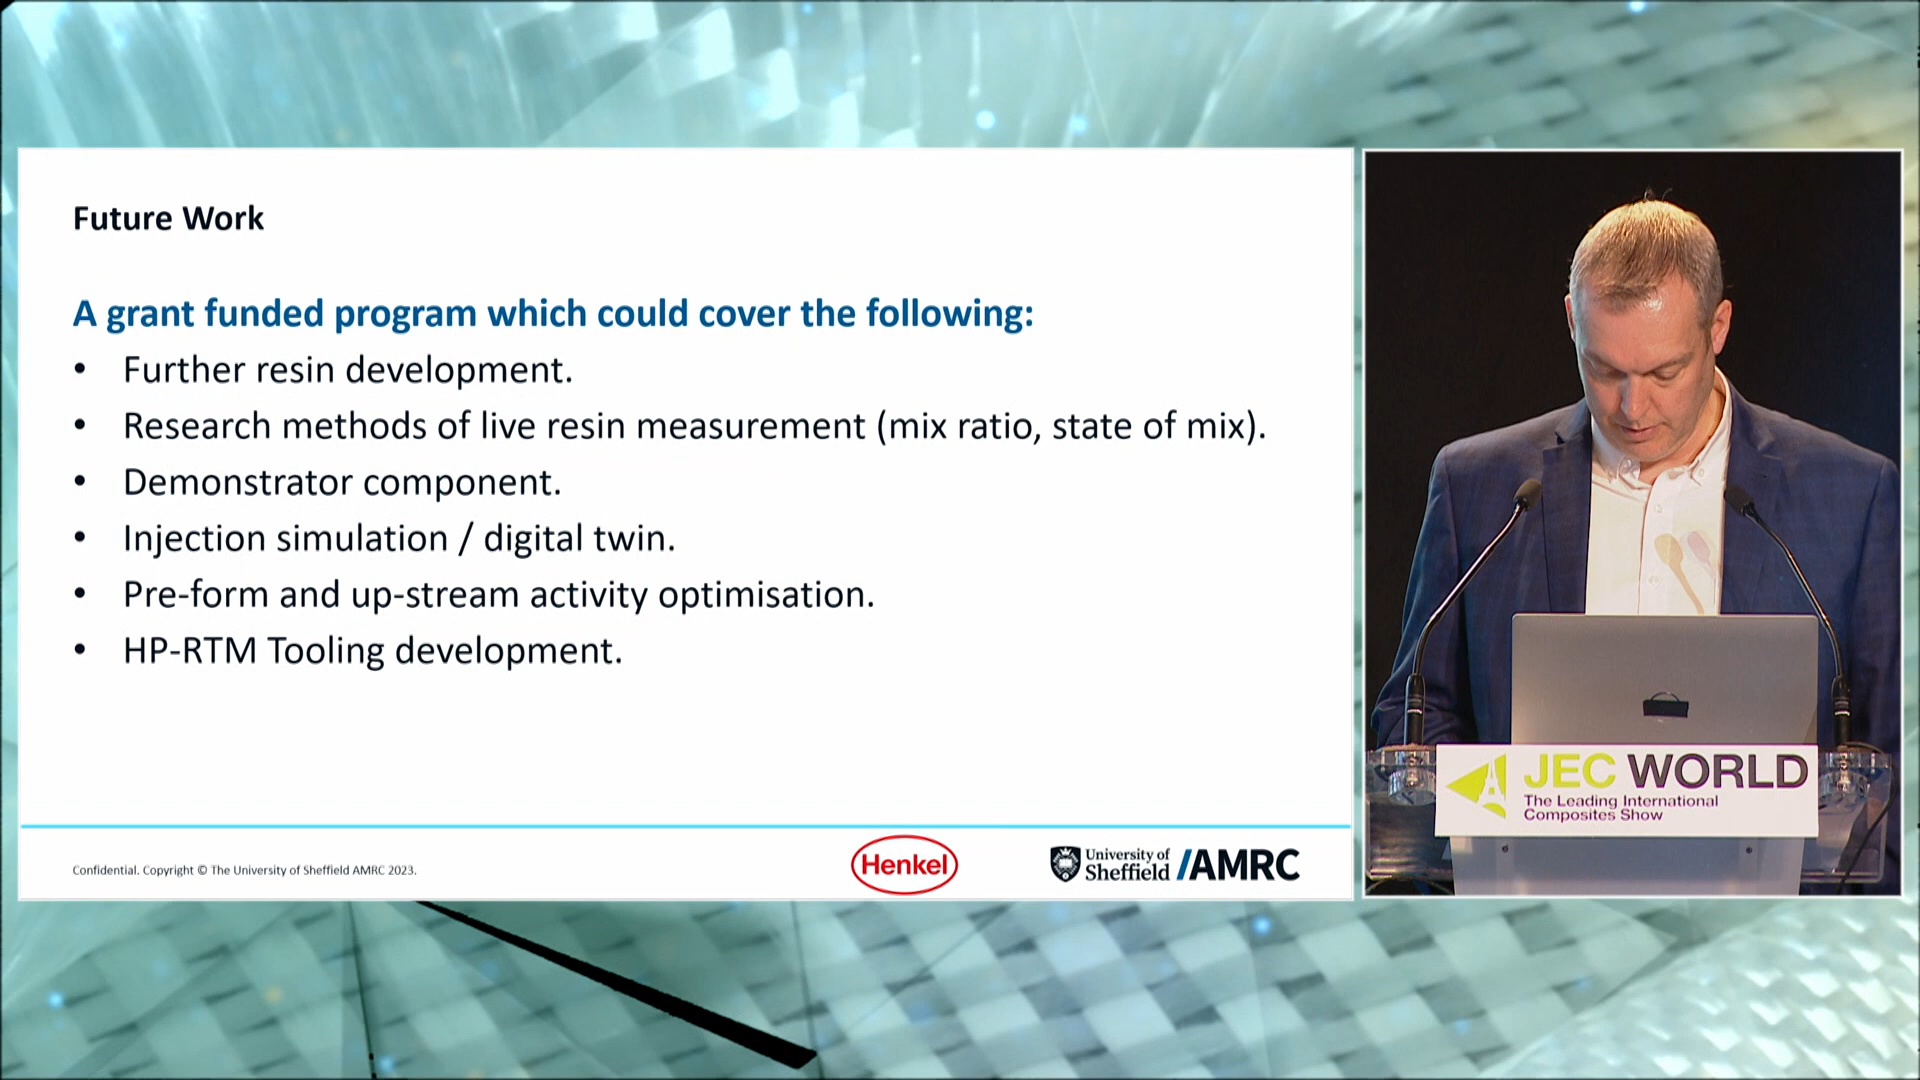 Future Work
A grant funded program which could cover the following:
• Further resin development.
• Research methods of live resin measurement (mix ratio, state of mix).
• Demonstrator component.
• Injection simulation / digital twin.
• Pre-form and up-stream activity optimisation.
• HP-RTM Tooling development.
Confidential. Copyright © The University of Sheffield AMRC 2023.
Henkel
University of
Sheffield
/AMRC
JEC WORLD
The Leading International
Composites Show